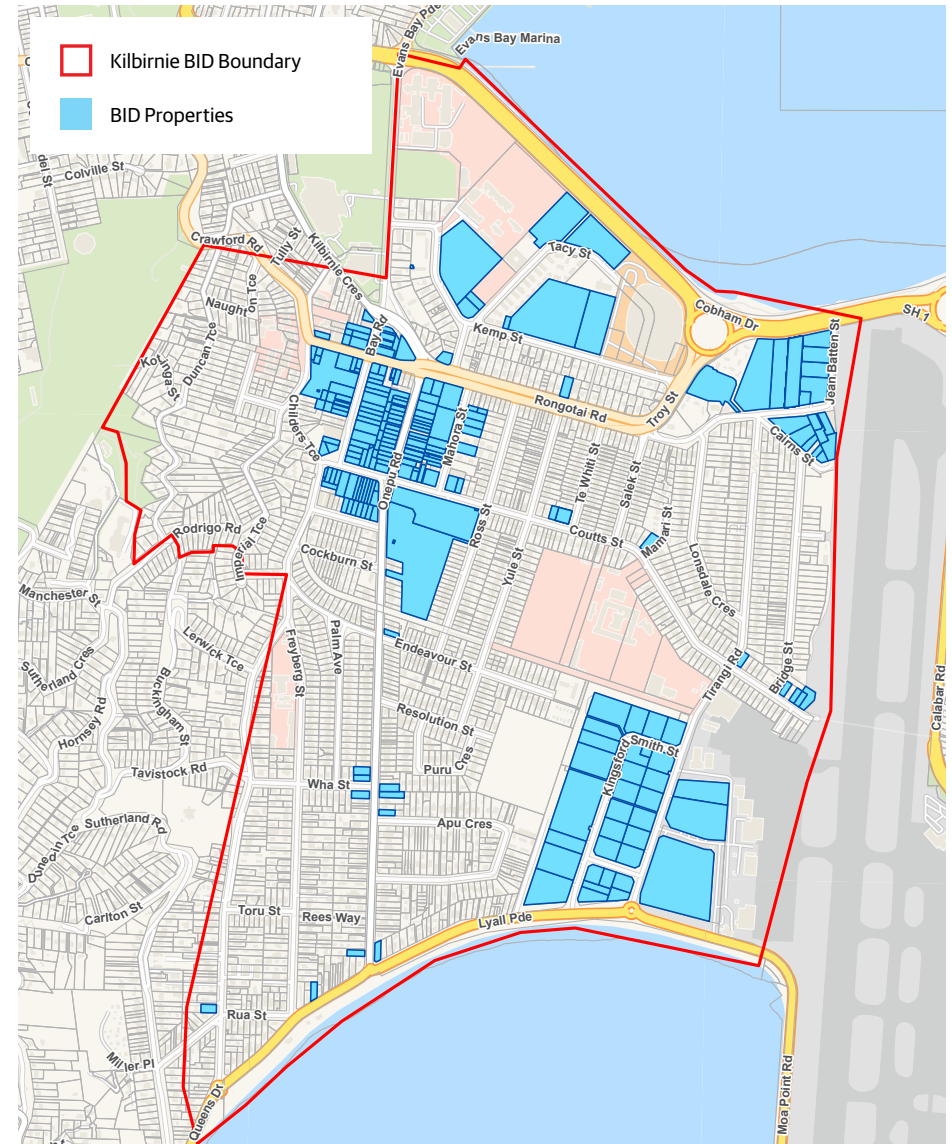 Kilbirnie BID Boundary
BID Properties
Evans Bay Pde
Evans Bay Marina
Colville St
Crawford Rd
Tully St
Kilbirnie Cres
Tacy St
Naught
on Tce
Duncan Tce
Bay Rd
Kemp St
Cobham Dr
SH 1
Jean Batten St
Rongotai Rd
Troy St
Cairns St
Childers Tce
Mahora St
Onepu Rd
Te Whiti St
Salek St
Ross St
Coutts St
Mamari St
Rodrigo Rd
Imperial Tce
Cockburn St
Yule St
Lonsdale Cres
Manchester St
Lerwick Tce
Freyberg St
Palm Ave
Endeavour St
Tirangi Rd
Bridge St
Sutherland Cres
Buckingham St
Hornsey Rd
Resolution St
Calabar Rd
Kingsford
Smith St
Tavistock Rd
Puru
Cres
Wha St
Sutherland Rd
Apu Cres
Carlton St
Toru St
Rees Way
Lyall Pde
Rua St
Queens Dr
Moa Point Rd